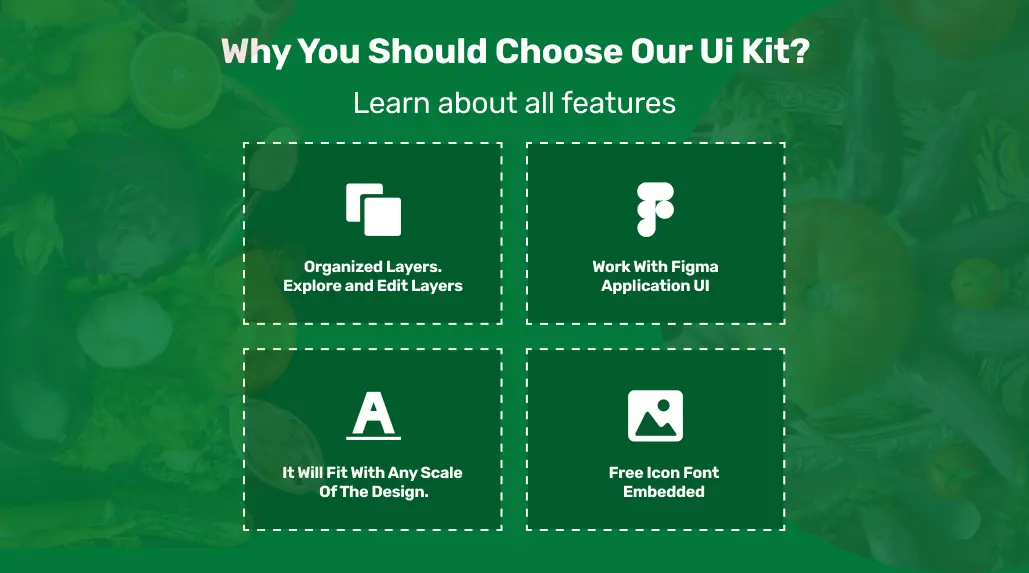 Why You Should Choose Our Ui Kit?
Learn about all features
Organized Layers.
Explore and Edit Layers
Work With Figma
Application UI
It Will Fit With Any Scale
Of The Design.
Free Icon Font
Embedded